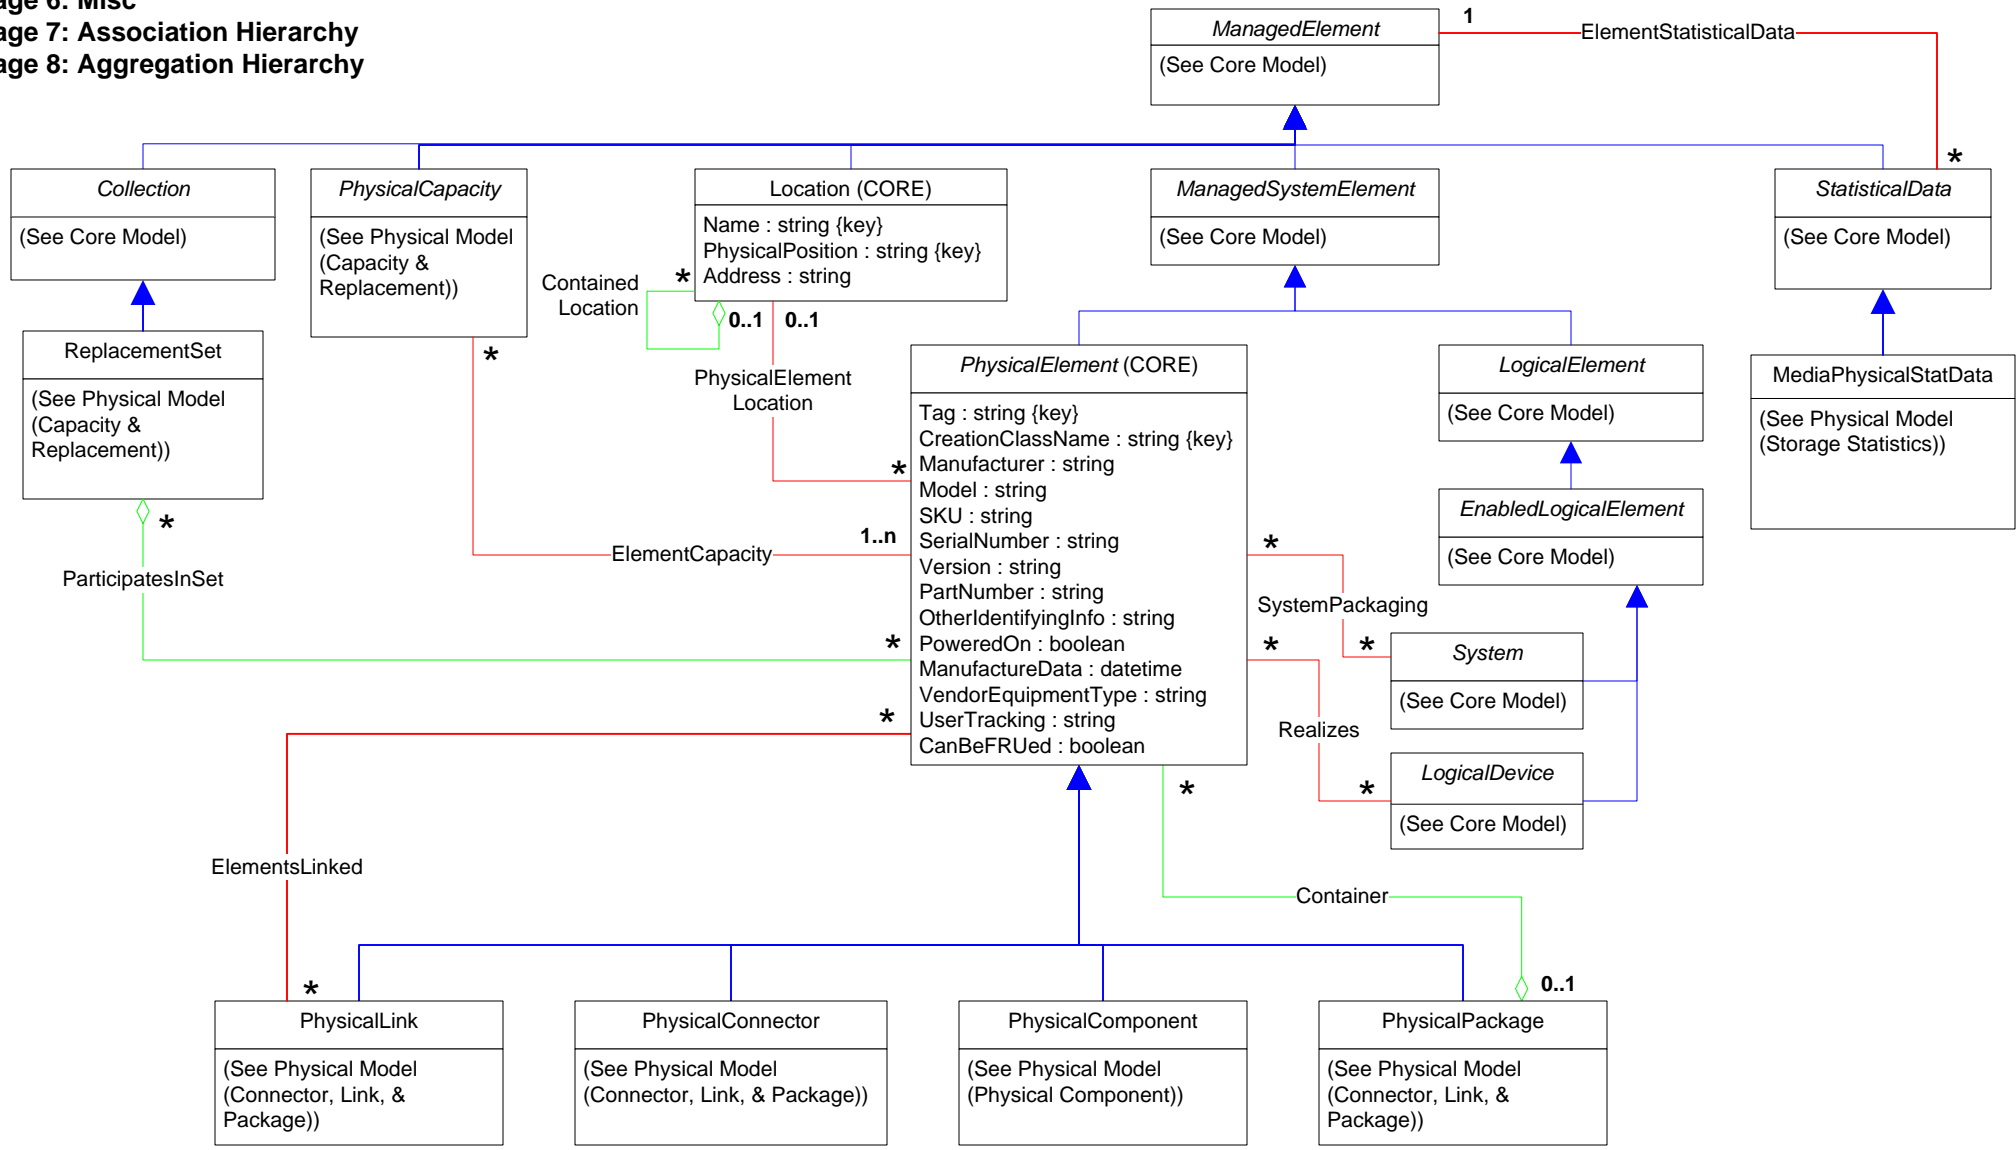 age 6: Misc
age 7: Association Hierarchy
age 8: Aggregation Hierarchy
ManagedElement
(See Core Model)
1
ElementStatisticalData
*
Collection
(See Core Model)
PhysicalCapacity
(See Physical Model
(Capacity &
Replacement))
*
Location (CORE)
Name : string {key}
PhysicalPosition : string {key}
Address : string
Contained
Location
*
0..1
0..1
ManagedSystemElement
(See Core Model)
StatisticalData
(See Core Model)
ReplacementSet
(See Physical Model
(Capacity &
Replacement))
*
ParticipatesInSet
*
PhysicalElement
Location
*
ElementCapacity
1..n
PhysicalElement (CORE)
Tag : string {key}
CreationClassName : string {key}
Manufacturer : string
Model : string
SKU : string
SerialNumber : string
Version : string
PartNumber : string
OtherIdentifyingInfo : string
PoweredOn : boolean
ManufactureData : datetime
VendorEquipmentType : string
UserTracking : string
CanBeFRUed : boolean
LogicalElement
(See Core Model)
MediaPhysicalStatData
(See Physical Model
(Storage Statistics))
EnabledLogicalElement
(See Core Model)
*
SystemPackaging
*
System
(See Core Model)
*
Realizes
*
LogicalDevice
(See Core Model)
*
ElementsLinked
*
*
Container
0..1
PhysicalLink
(See Physical Model
(Connector, Link, &
Package))
PhysicalConnector
(See Physical Model
(Connector, Link, & Package))
PhysicalComponent
(See Physical Model
(Physical Component))
PhysicalPackage
(See Physical Model
(Connector, Link, &
Package))